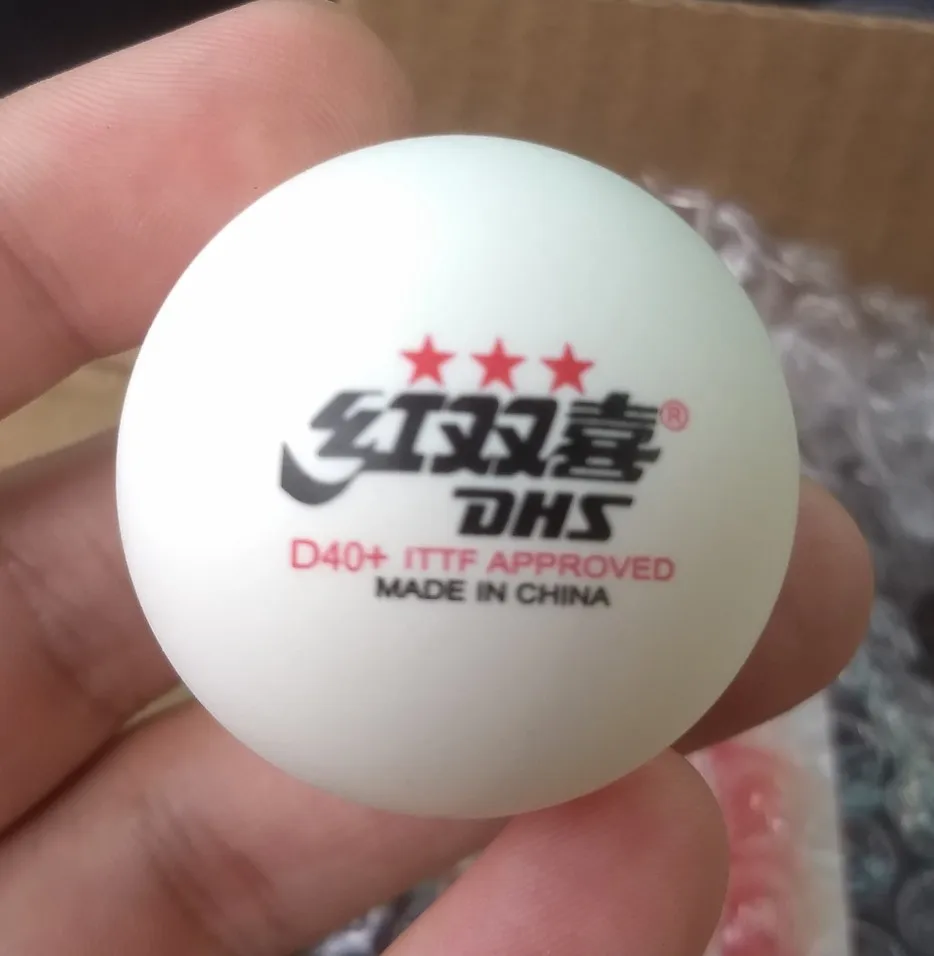 ★★★
红双喜®
DHS
D40+ ITTF APPROVED
MADE IN CHINA